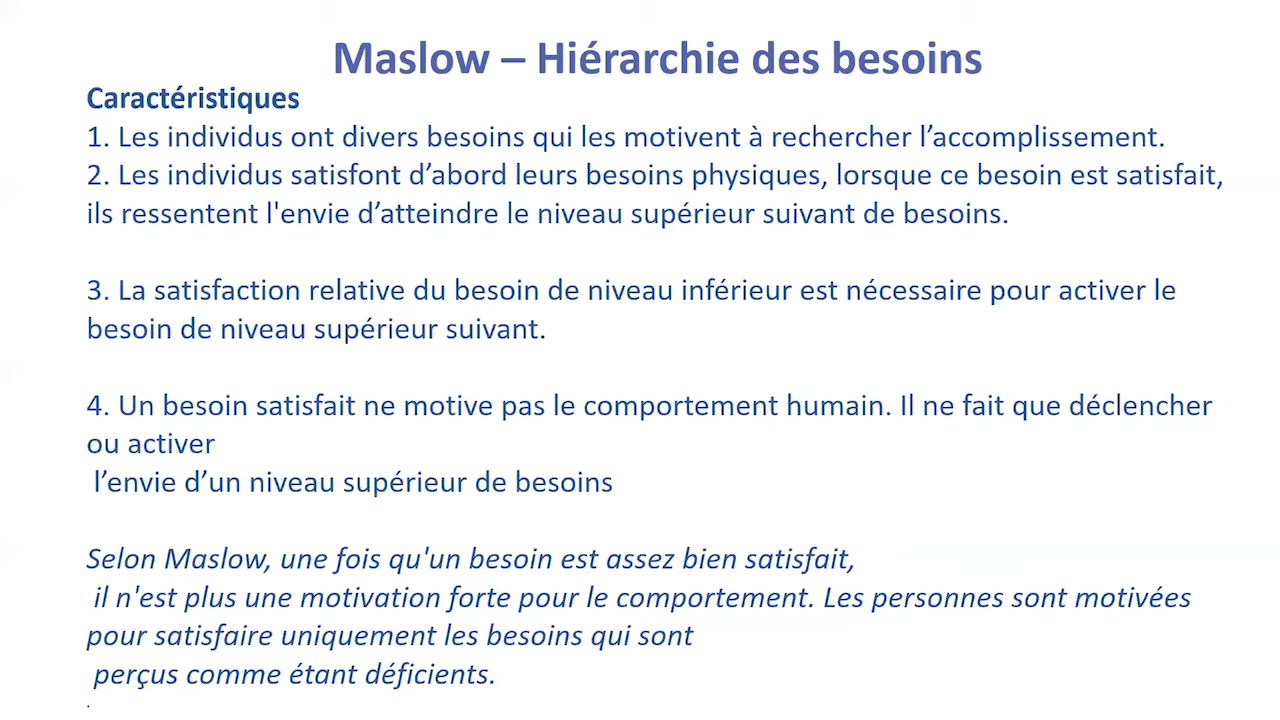 Maslow – Hiérarchie des besoins
Caractéristiques
1. Les individus ont divers besoins qui les motivent à rechercher l’accomplissement.
2. Les individus satisfont d’abord leurs besoins physiques, lorsque ce besoin est satisfait,
ils ressentent l'envie d’atteindre le niveau supérieur suivant de besoins.
3. La satisfaction relative du besoin de niveau inférieur est nécessaire pour activer le
besoin de niveau supérieur suivant.
4. Un besoin satisfait ne motive pas le comportement humain. Il ne fait que déclencher
ou activer
l’envie d’un niveau supérieur de besoins
Selon Maslow, une fois qu'un besoin est assez bien satisfait,
il n'est plus une motivation forte pour le comportement. Les personnes sont motivées
pour satisfaire uniquement les besoins qui sont
perçus comme étant déficients.